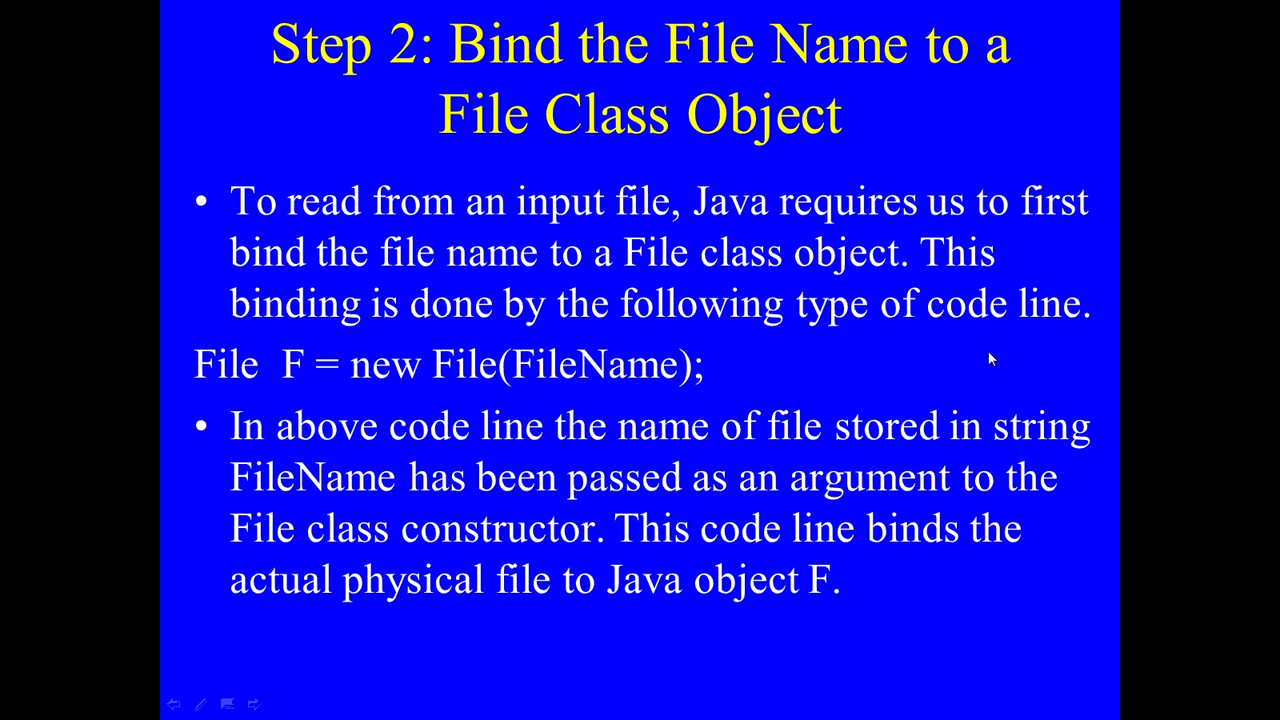 Step 2: Bind the File Name to a
File Class Object
• To read from an input file, Java requires us to first
bind the file name to a File class object. This
binding is done by the following type of code line.
File  F = new File(FileName);
• In above code line the name of file stored in string
FileName has been passed as an argument to the
File class constructor. This code line binds the
actual physical file to Java object F.